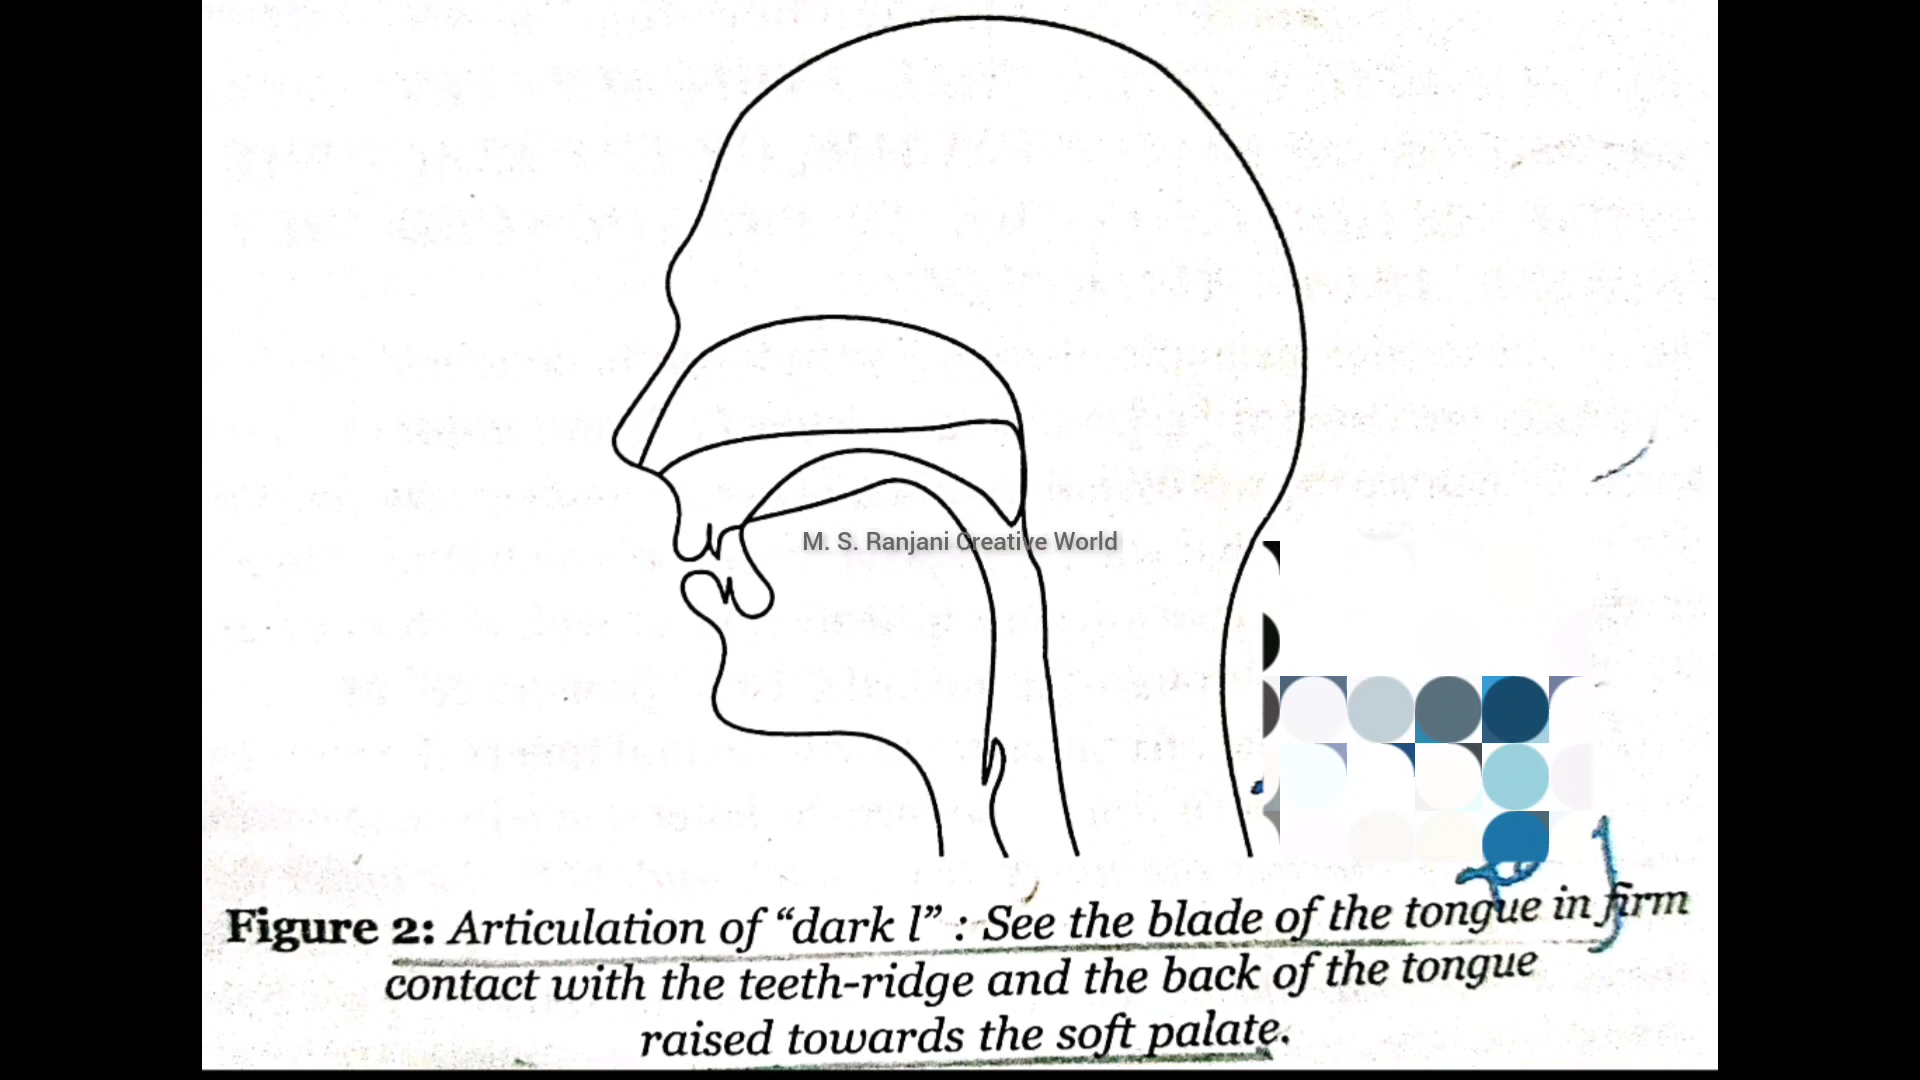 M. S. Ranjani Creative World
Figure 2: Articulation of “dark l” : See the blade of the tongue in firm
contact with the teeth-ridge and the back of the tongue
raised towards the soft palate.